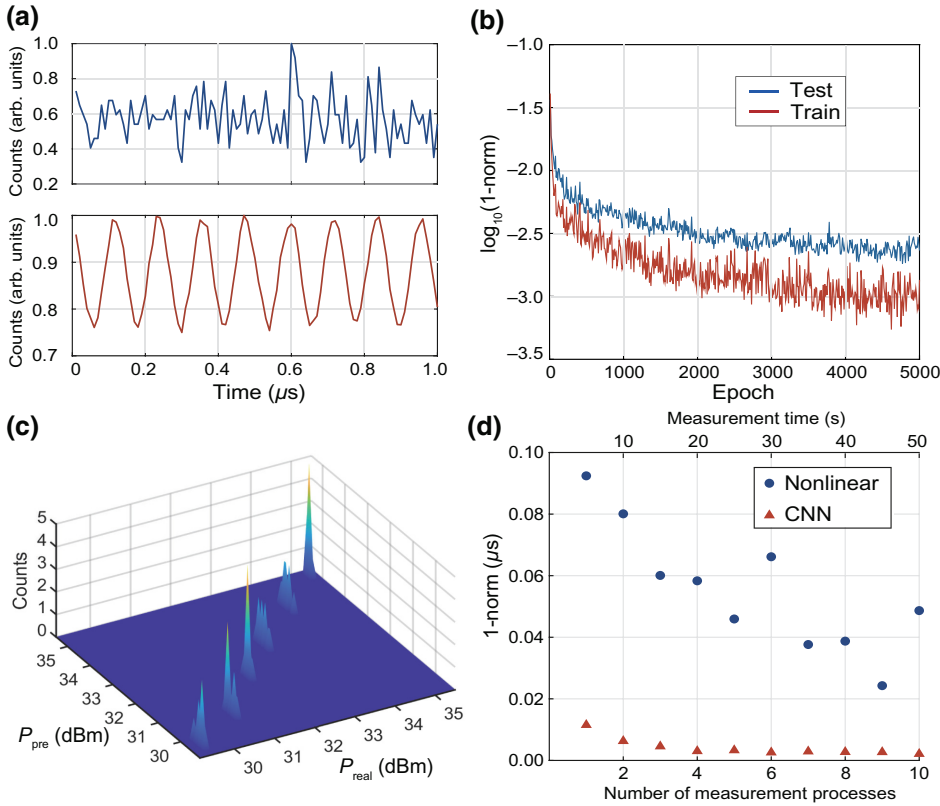 (a)
Counts (arb. units)
1.0
0.8
0.6
0.4
0.2
Counts (arb. units)
1.0
0.9
0.8
0.7
0 0.2 0.4 0.6 0.8 1.0
Time (µs)
(b)
log10(1-norm)
−1.0
−1.5
−2.0
−2.5
−3.0
−3.5
Test
Train
0 1000 2000 3000 4000 5000
Epoch
(c)
Counts
5
4
3
2
1
0
35
34
33
32
31
30
Ppre (dBm)
30 31 32 33 34 35
Preal (dBm)
(d)
Measurement time (s)
10 20 30 40 50
1-norm (µs)
0.10
0.08
0.06
0.04
0.02
0.00
Nonlinear
CNN
2 4 6 8 10
Number of measurement processes